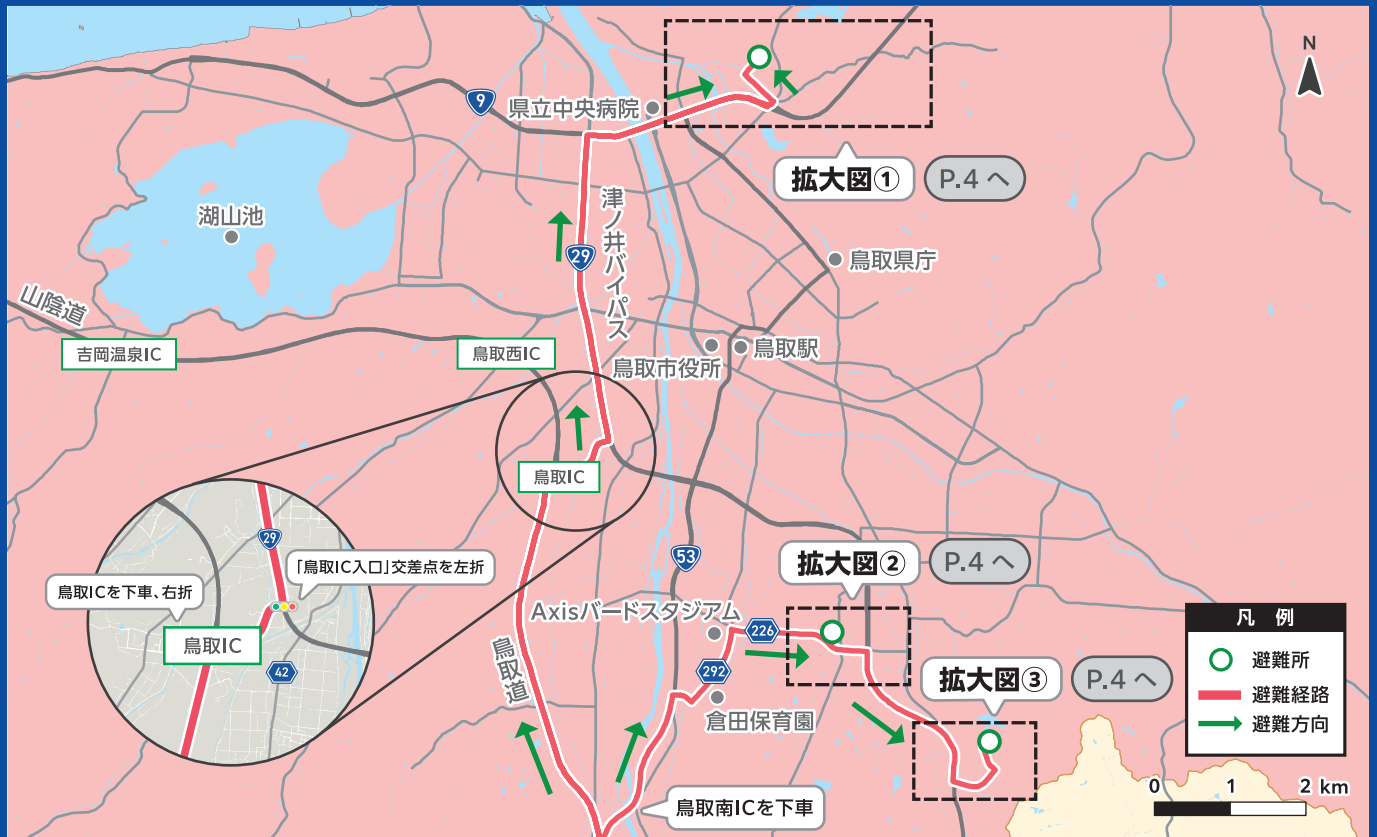 N
9
県立中央病院
拡大図①
P.4 へ
湖山池
津ノ井バイパス
29
鳥取県庁
山陰道
吉岡温泉IC
鳥取西IC
鳥取市役所
鳥取駅
鳥取IC
29
「鳥取IC入口」交差点を左折
鳥取ICを下車、右折
鳥取IC
42
53
拡大図②
P.4 へ
Axisバードスタジアム
226
鳥取道
292
倉田保育園
拡大図③
P.4 へ
凡 例
避難所
避難経路
避難方向
鳥取南ICを下車
0 1 2 km